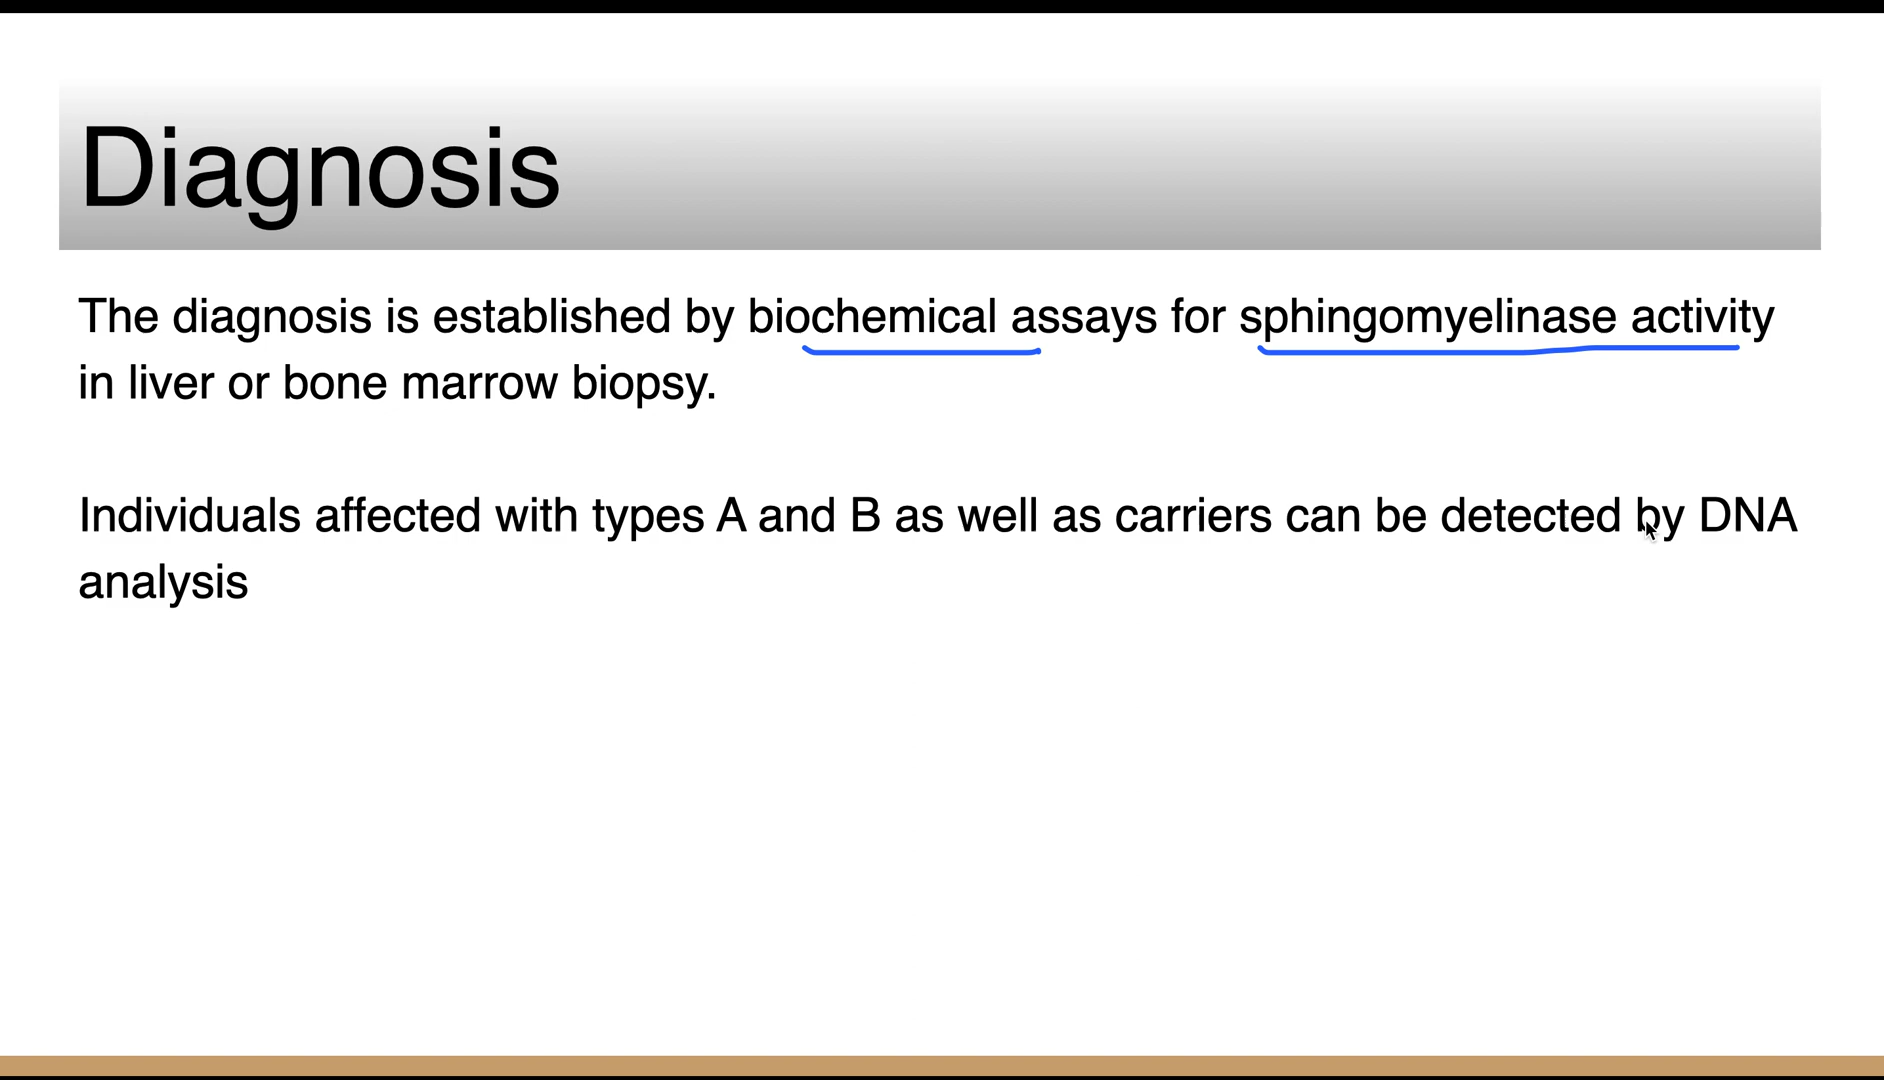 Diagnosis
The diagnosis is established by biochemical assays for sphingomyelinase activity
in liver or bone marrow biopsy.
Individuals affected with types A and B as well as carriers can be detected by DNA
analysis